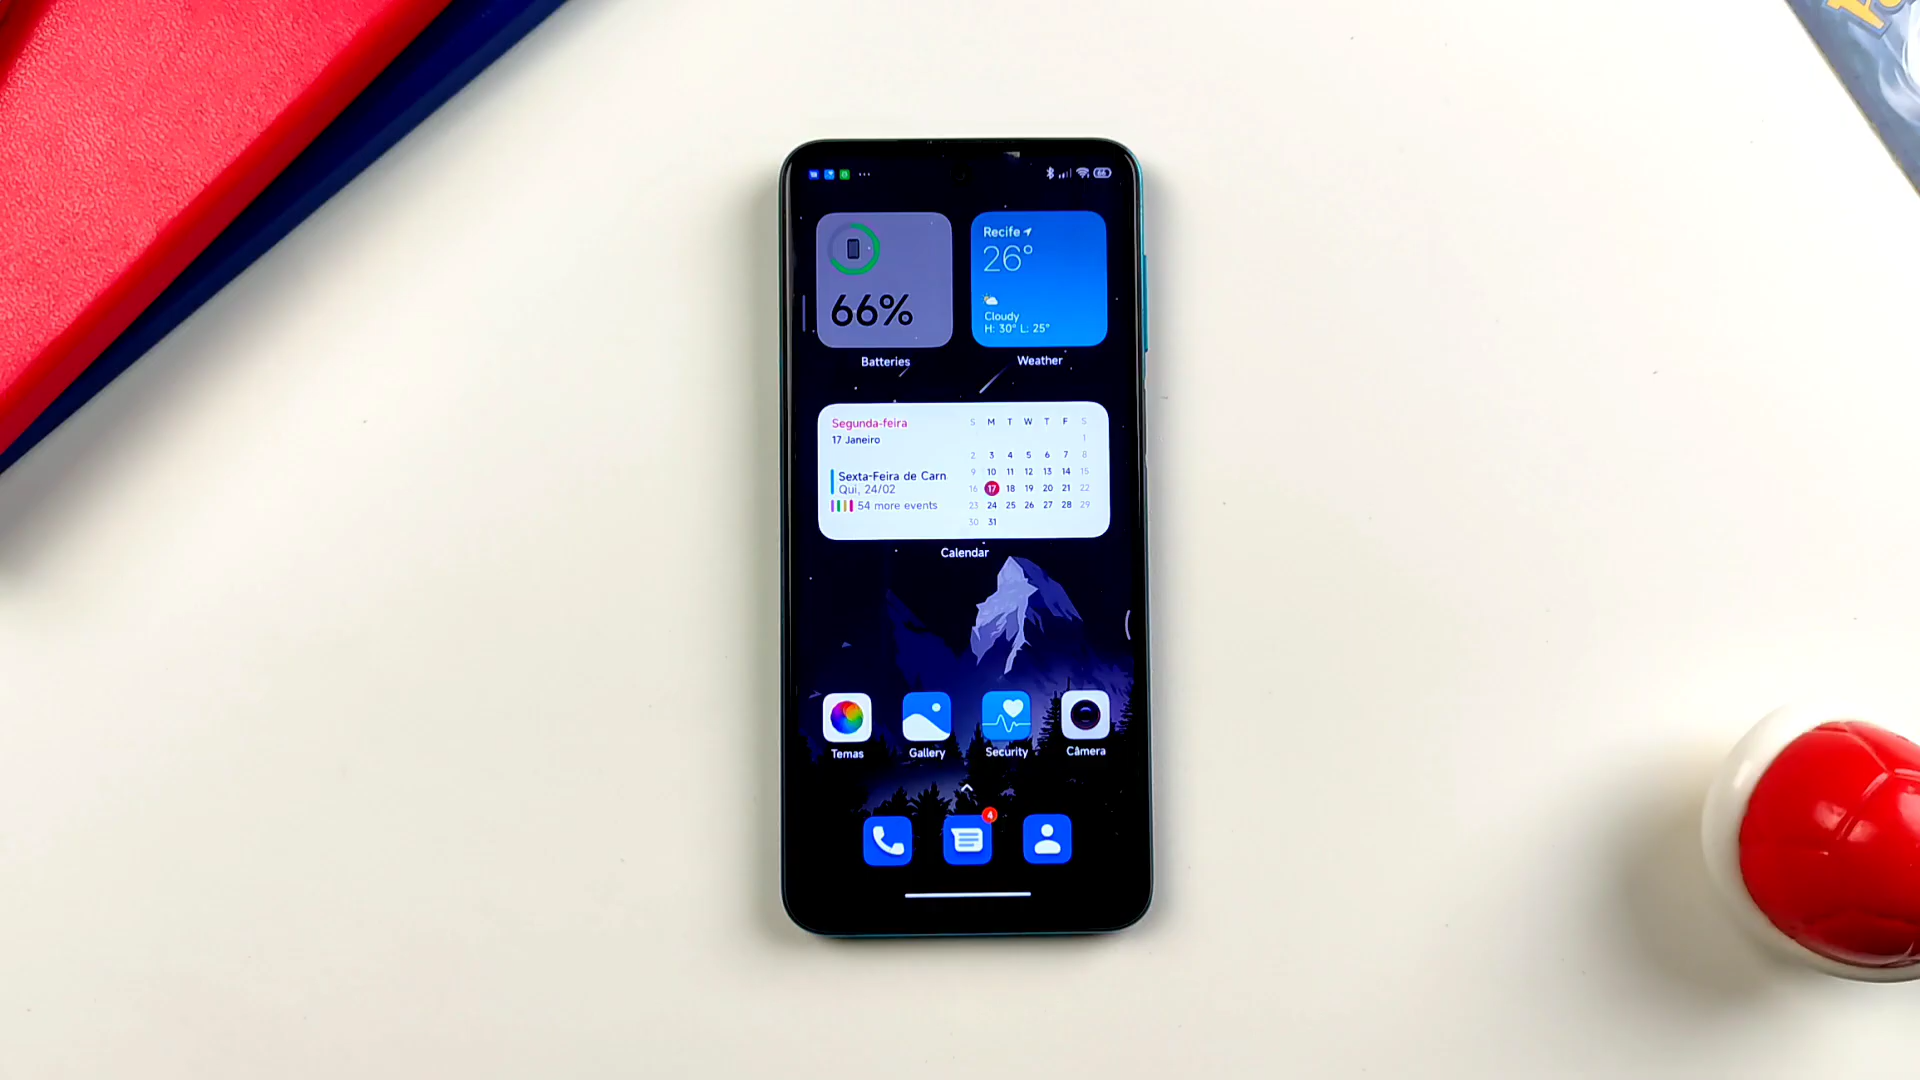 66
66%
Batteries
Recife
26°
Cloudy
H: 30° L: 25°
Weather
Segunda-feira
17 Janeiro
Sexta-Feira de Carn
Qui, 24/02
54 more events
S M T W T F S
1
2 3 4 5 6 7 8
9 10 11 12 13 14 15
16 17 18 19 20 21 22
23 24 25 26 27 28 29
30 31
Calendar
Temas
Gallery
Security
Câmera
4